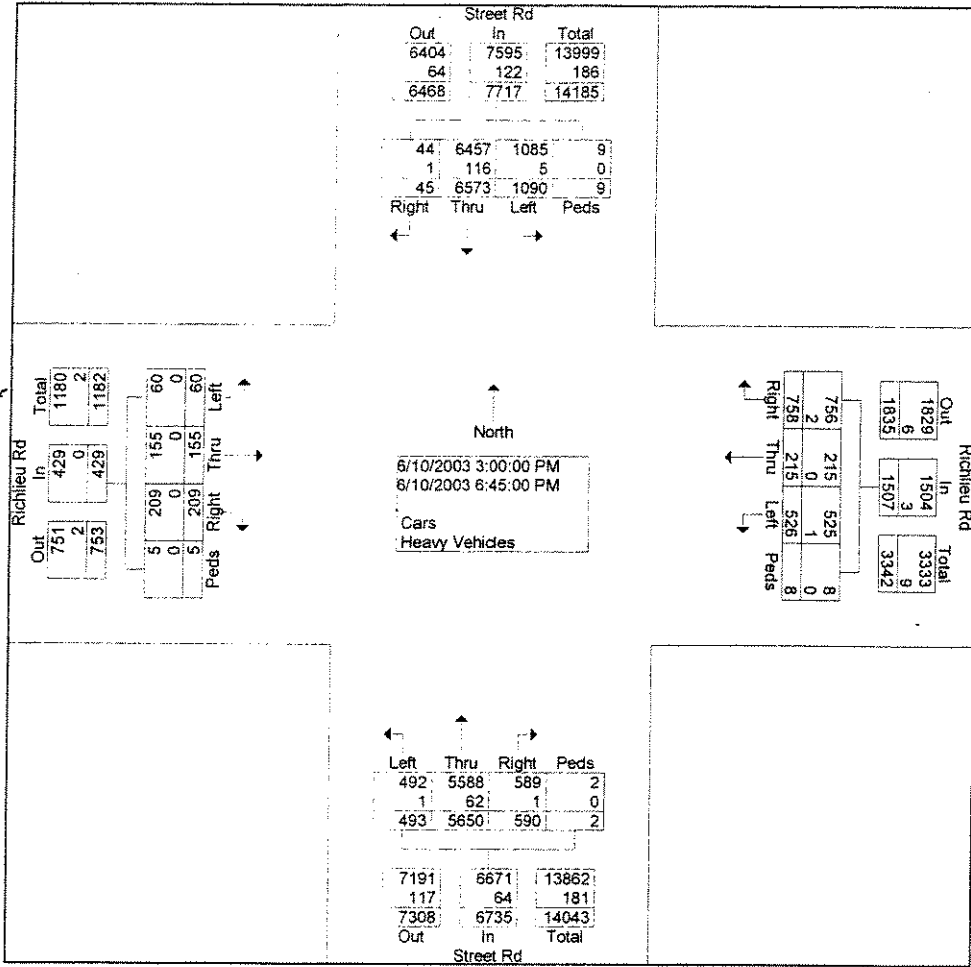 Street Rd
Out In Total
6404 7595 13999
64 122 186
6468 7717 14185
44 6457 1085 9
1 116 5 0
45 6573 1090 9
Right Thru Left Peds
Richlieu Rd
Total In Out
1180 429 751
2 0 2
1182 429 753
60 155 209 5
0 0 0 0
60 155 209 5
Left Thru Right Peds
North
6/10/2003 3:00:00 PM
6/10/2003 6:45:00 PM
Cars
Heavy Vehicles
Richlieu Rd
Out In Total
1829 1504 3333
6 3 9
1835 1507 3342
756 215 525 8
2 0 1 0
758 215 526 8
Right Thru Left Peds
Left Thru Right Peds
492 5588 589 2
1 62 1 0
493 5650 590 2
7191 6671 13862
117 64 181
7308 6735 14043
Out In Total
Street Rd